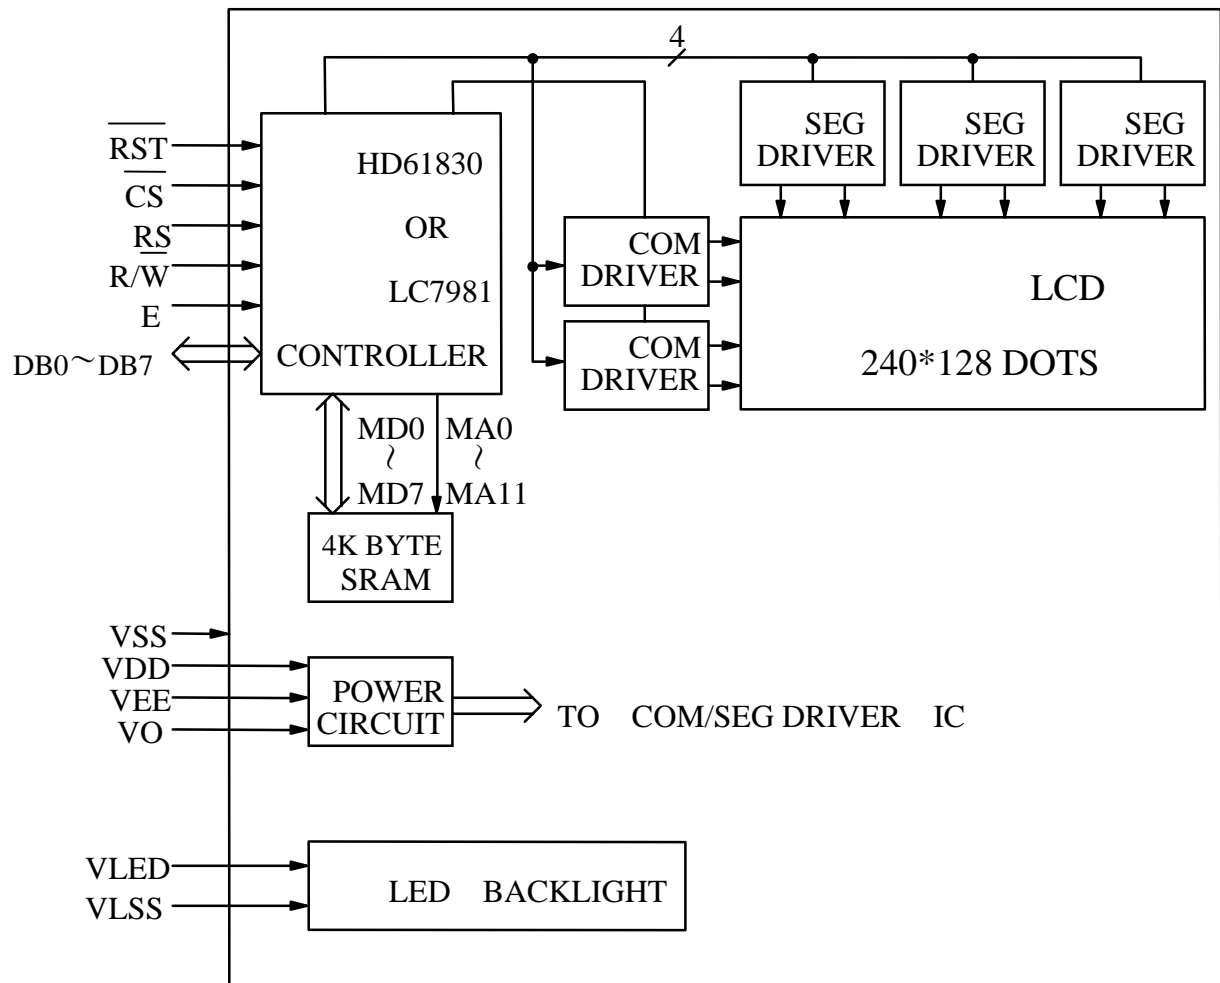 4
RST
CS
RS
R/W
E
DB0～DB7
HD61830
OR
LC7981
CONTROLLER
SEG
DRIVER
SEG
DRIVER
SEG
DRIVER
COM
DRIVER
COM
DRIVER
LCD
240*128 DOTS
MD0
～
MD7
MA0
～
MA11
4K BYTE
SRAM
VSS
VDD
VEE
VO
POWER
CIRCUIT
TO COM/SEG DRIVER IC
VLED
VLSS
LED BACKLIGHT